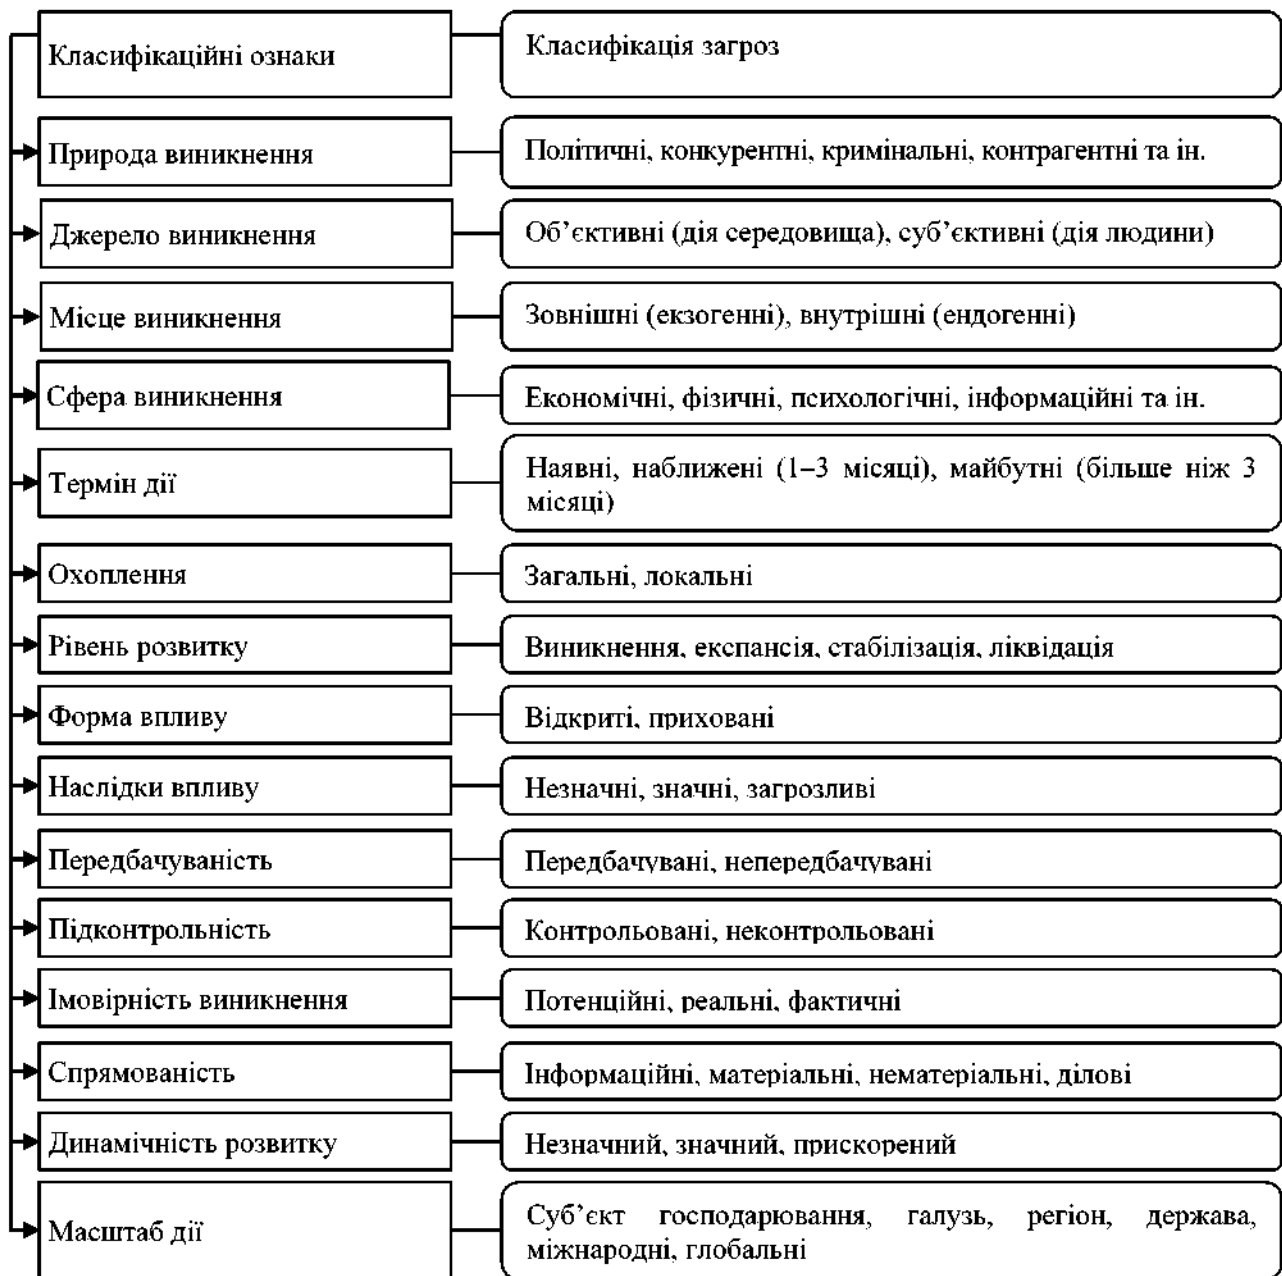 Класифікаційні ознаки
Класифікація загроз
Природа виникнення
Політичні, конкурентні, кримінальні, контрагентні та ін.
Джерело виникнення
Об’єктивні (дія середовища), суб’єктивні (дія людини)
Місце виникнення
Зовнішні (екзогенні), внутрішні (ендогенні)
Сфера виникнення
Економічні, фізичні, психологічні, інформаційні та ін.
Термін дії
Наявні, наближені (1–3 місяці), майбутні (більше ніж 3
місяці)
Охоплення
Загальні, локальні
Рівень розвитку
Виникнення, експансія, стабілізація, ліквідація
Форма впливу
Відкриті, приховані
Наслідки впливу
Незначні, значні, загрозливі
Передбачуваність
Передбачувані, непередбачувані
Підконтрольність
Контрольовані, неконтрольовані
Імовірність виникнення
Потенційні, реальні, фактичні
Спрямованість
Інформаційні, матеріальні, нематеріальні, ділові
Динамічність розвитку
Незначний, значний, прискорений
Масштаб дії
Суб’єкт господарювання, галузь, регіон, держава,
міжнародні, глобальні